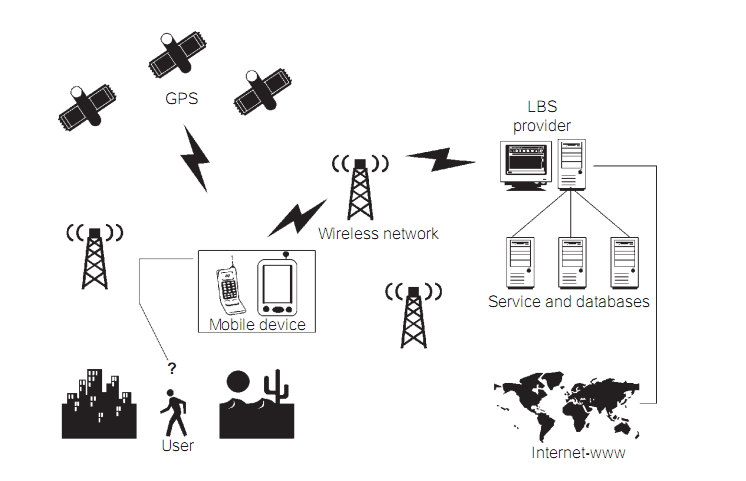 GPS
LBS
provider
Wireless network
Mobile device
Service and databases
?
User
Internet-www